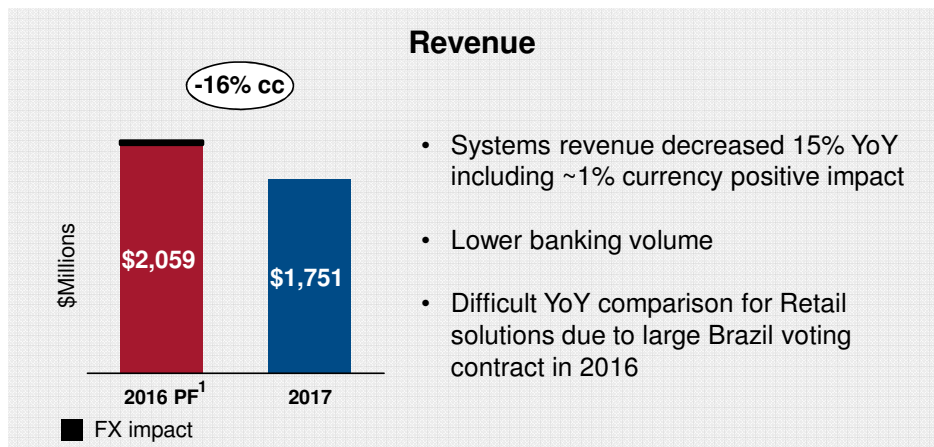 Revenue
-16% cc
$Millions
$2,059
$1,751
2016 PF1
2017
FX impact
• Systems revenue decreased 15% YoY
including ~1% currency positive impact
• Lower banking volume
• Difficult YoY comparison for Retail
solutions due to large Brazil voting
contract in 2016